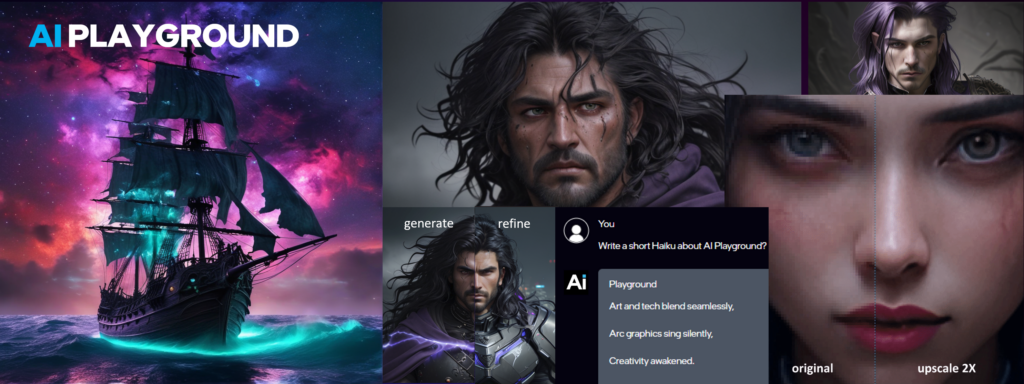 AI PLAYGROUND
generate refine
You
Write a short Haiku about AI Playground?
Ai
Playground
Art and tech blend seamlessly,
Arc graphics sing silently,
Creativity awakened.
original upscale 2X